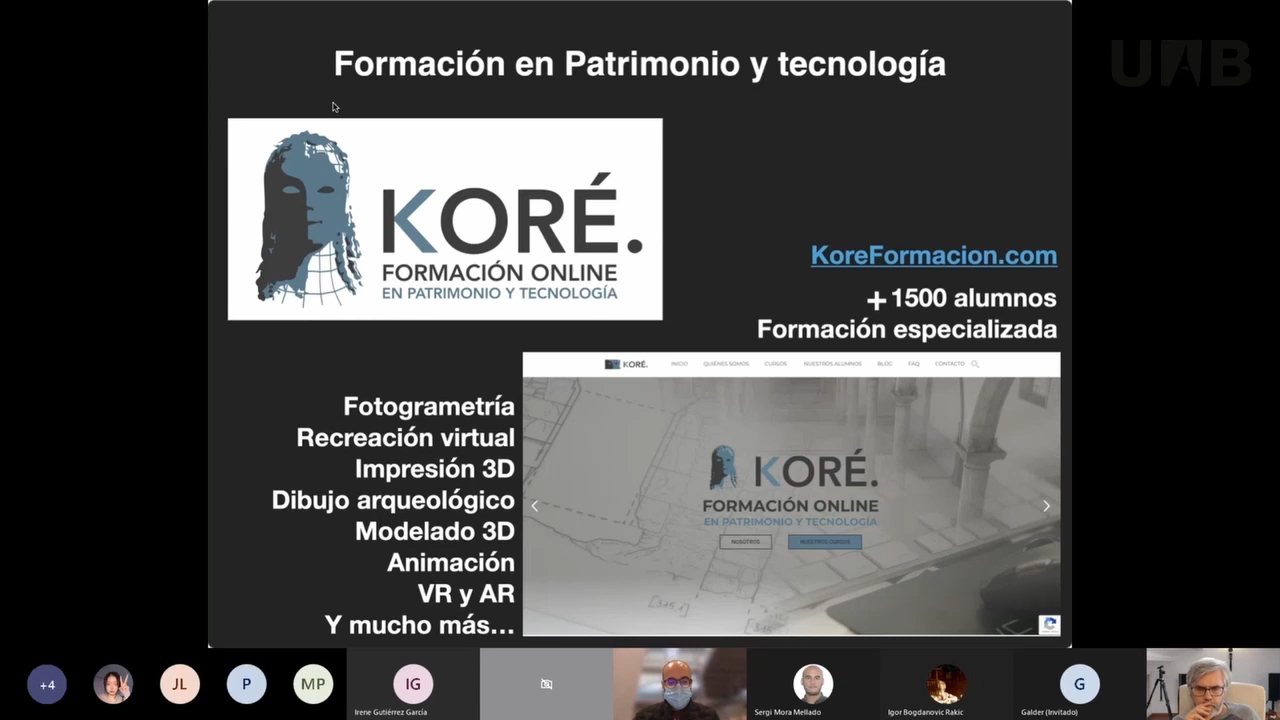 Formación en Patrimonio y tecnología
UAB
KORÉ.
FORMACIÓN ONLINE
EN PATRIMONIO Y TECNOLOGÍA
KoreFormacion.com
+1500 alumnos
Formación especializada
Fotogrametría
Recreación virtual
Impresión 3D
Dibujo arqueológico
Modelado 3D
Animación
VR y AR
Y mucho más...
KORÉ. INICIO QUIÉNES SOMOS CURSOS NUESTROS ALUMNOS BLOG FAQ CONTACTO
KORÉ.
FORMACIÓN ONLINE
EN PATRIMONIO Y TECNOLOGÍA
NOSOTROS NUESTROS CURSOS
+4 JL P MP IG G
Irene Gutiérrez García Sergi Mora Mellado Igor Bogdanovic Rakic Galder (Invitado)